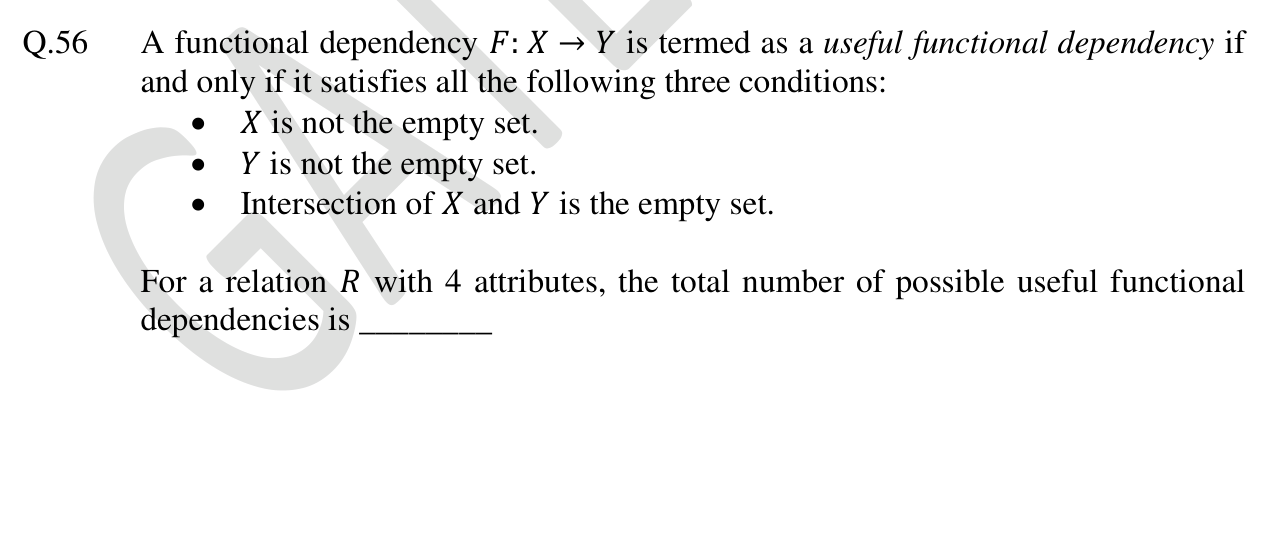 Q.56 A functional dependency F: X → Y is termed as a useful functional dependency if
and only if it satisfies all the following three conditions:
• X is not the empty set.
• Y is not the empty set.
• Intersection of X and Y is the empty set.
For a relation R with 4 attributes, the total number of possible useful functional
dependencies is ________